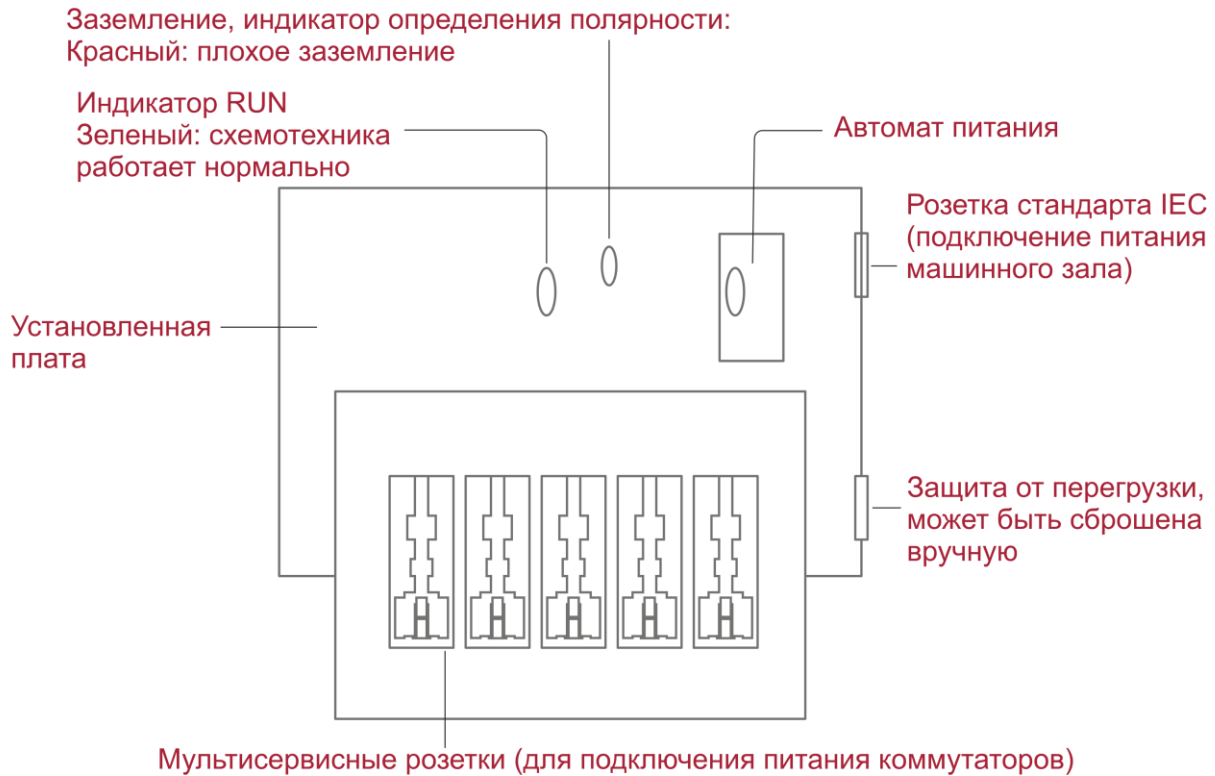 Заземление, индикатор определения полярности:
Красный: плохое заземление
Индикатор RUN
Зеленый: схемотехника
работает нормально
Автомат питания
Розетка стандарта IEC
(подключение питания
машинного зала)
Установленная
плата
Защита от перегрузки,
может быть сброшена
вручную
Мультисервисные розетки (для подключения питания коммутаторов)